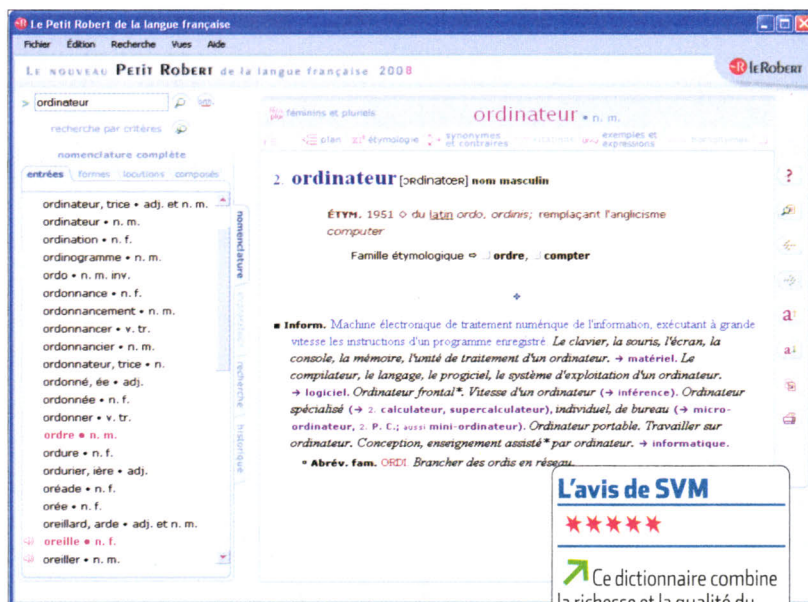 Le Petit Robert de la langue française
Fichier Édition Recherche Vues Aide
LE NOUVEAU PETIT ROBERT de la langue française 2008
leRobert
> ordinateur
recherche par critères
nomenclature complète
entrées formes locutions composés
ordinateur, trice • adj. et n. m.
ordinateur • n. m.
ordination • n. f.
ordinogramme • n. m.
ordo • n. m. inv.
ordonnance • n. f.
ordonnancement • n. m.
ordonnancer • v. tr.
ordonnancier • n. m.
ordonnateur, trice • n.
ordonné, ée • adj.
ordonnée • n. f.
ordonner • v. tr.
ordre • n. m.
ordure • n. f.
ordurier, ière • adj.
oréade • n. f.
orée • n. f.
oreillard, arde • adj. et n. m.
oreille • n. f.
oreiller • n. m.
nomenclature
recherche
historique
féminins et pluriels
ordinateur • n. m.
plan étymologie synonymes et contraires exemples et expressions
2. ordinateur [ɔʀdinatœʀ] nom masculin
ÉTYM. 1951 ◇ du latin ordo, ordinis; remplaçant l'anglicisme
computer
Famille étymologique ⇨ ordre, compter
■ Inform. Machine électronique de traitement numérique de l'information, exécutant à grande
vitesse les instructions d'un programme enregistré. Le clavier, la souris, l'écran, la
console, la mémoire, l'unité de traitement d'un ordinateur. → matériel. Le
compilateur, le langage, le progiciel, le système d'exploitation d'un ordinateur.
→ logiciel. Ordinateur frontal*. Vitesse d'un ordinateur (→ inférence). Ordinateur
spécialisé (→ 2. calculateur, supercalculateur), individuel, de bureau (→ micro-
ordinateur, 2. P. C.; aussi mini-ordinateur). Ordinateur portable. Travailler sur
ordinateur. Conception, enseignement assisté* par ordinateur. → informatique.
▫ Abrév. fam. ORDI. Brancher des ordis en réseau.
L'avis de SVM
Ce dictionnaire combine
la richesse et la qualité du